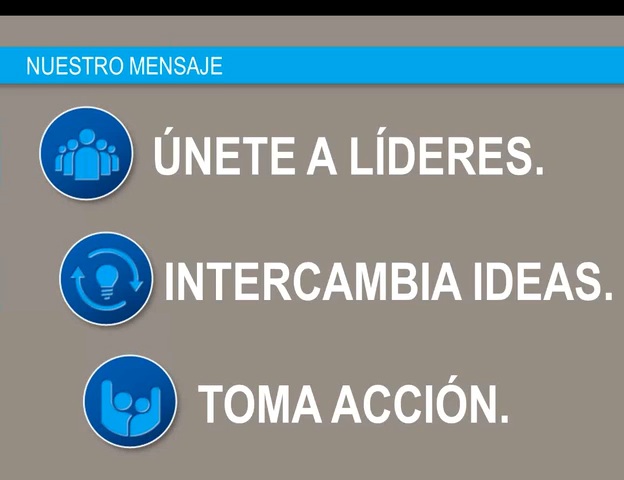 NUESTRO MENSAJE
ÚNETE A LÍDERES.
INTERCAMBIA IDEAS.
TOMA ACCIÓN.